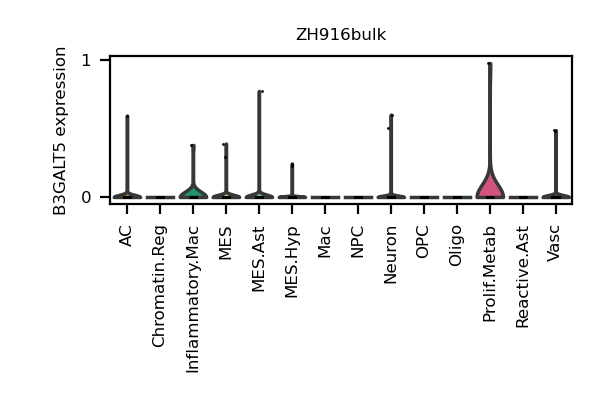 ZH916bulk
B3GALT5 expression
1
0
AC
Chromatin.Reg
Inflammatory.Mac
MES
MES.Ast
MES.Hyp
Mac
NPC
Neuron
OPC
Oligo
Prolif.Metab
Reactive.Ast
Vasc